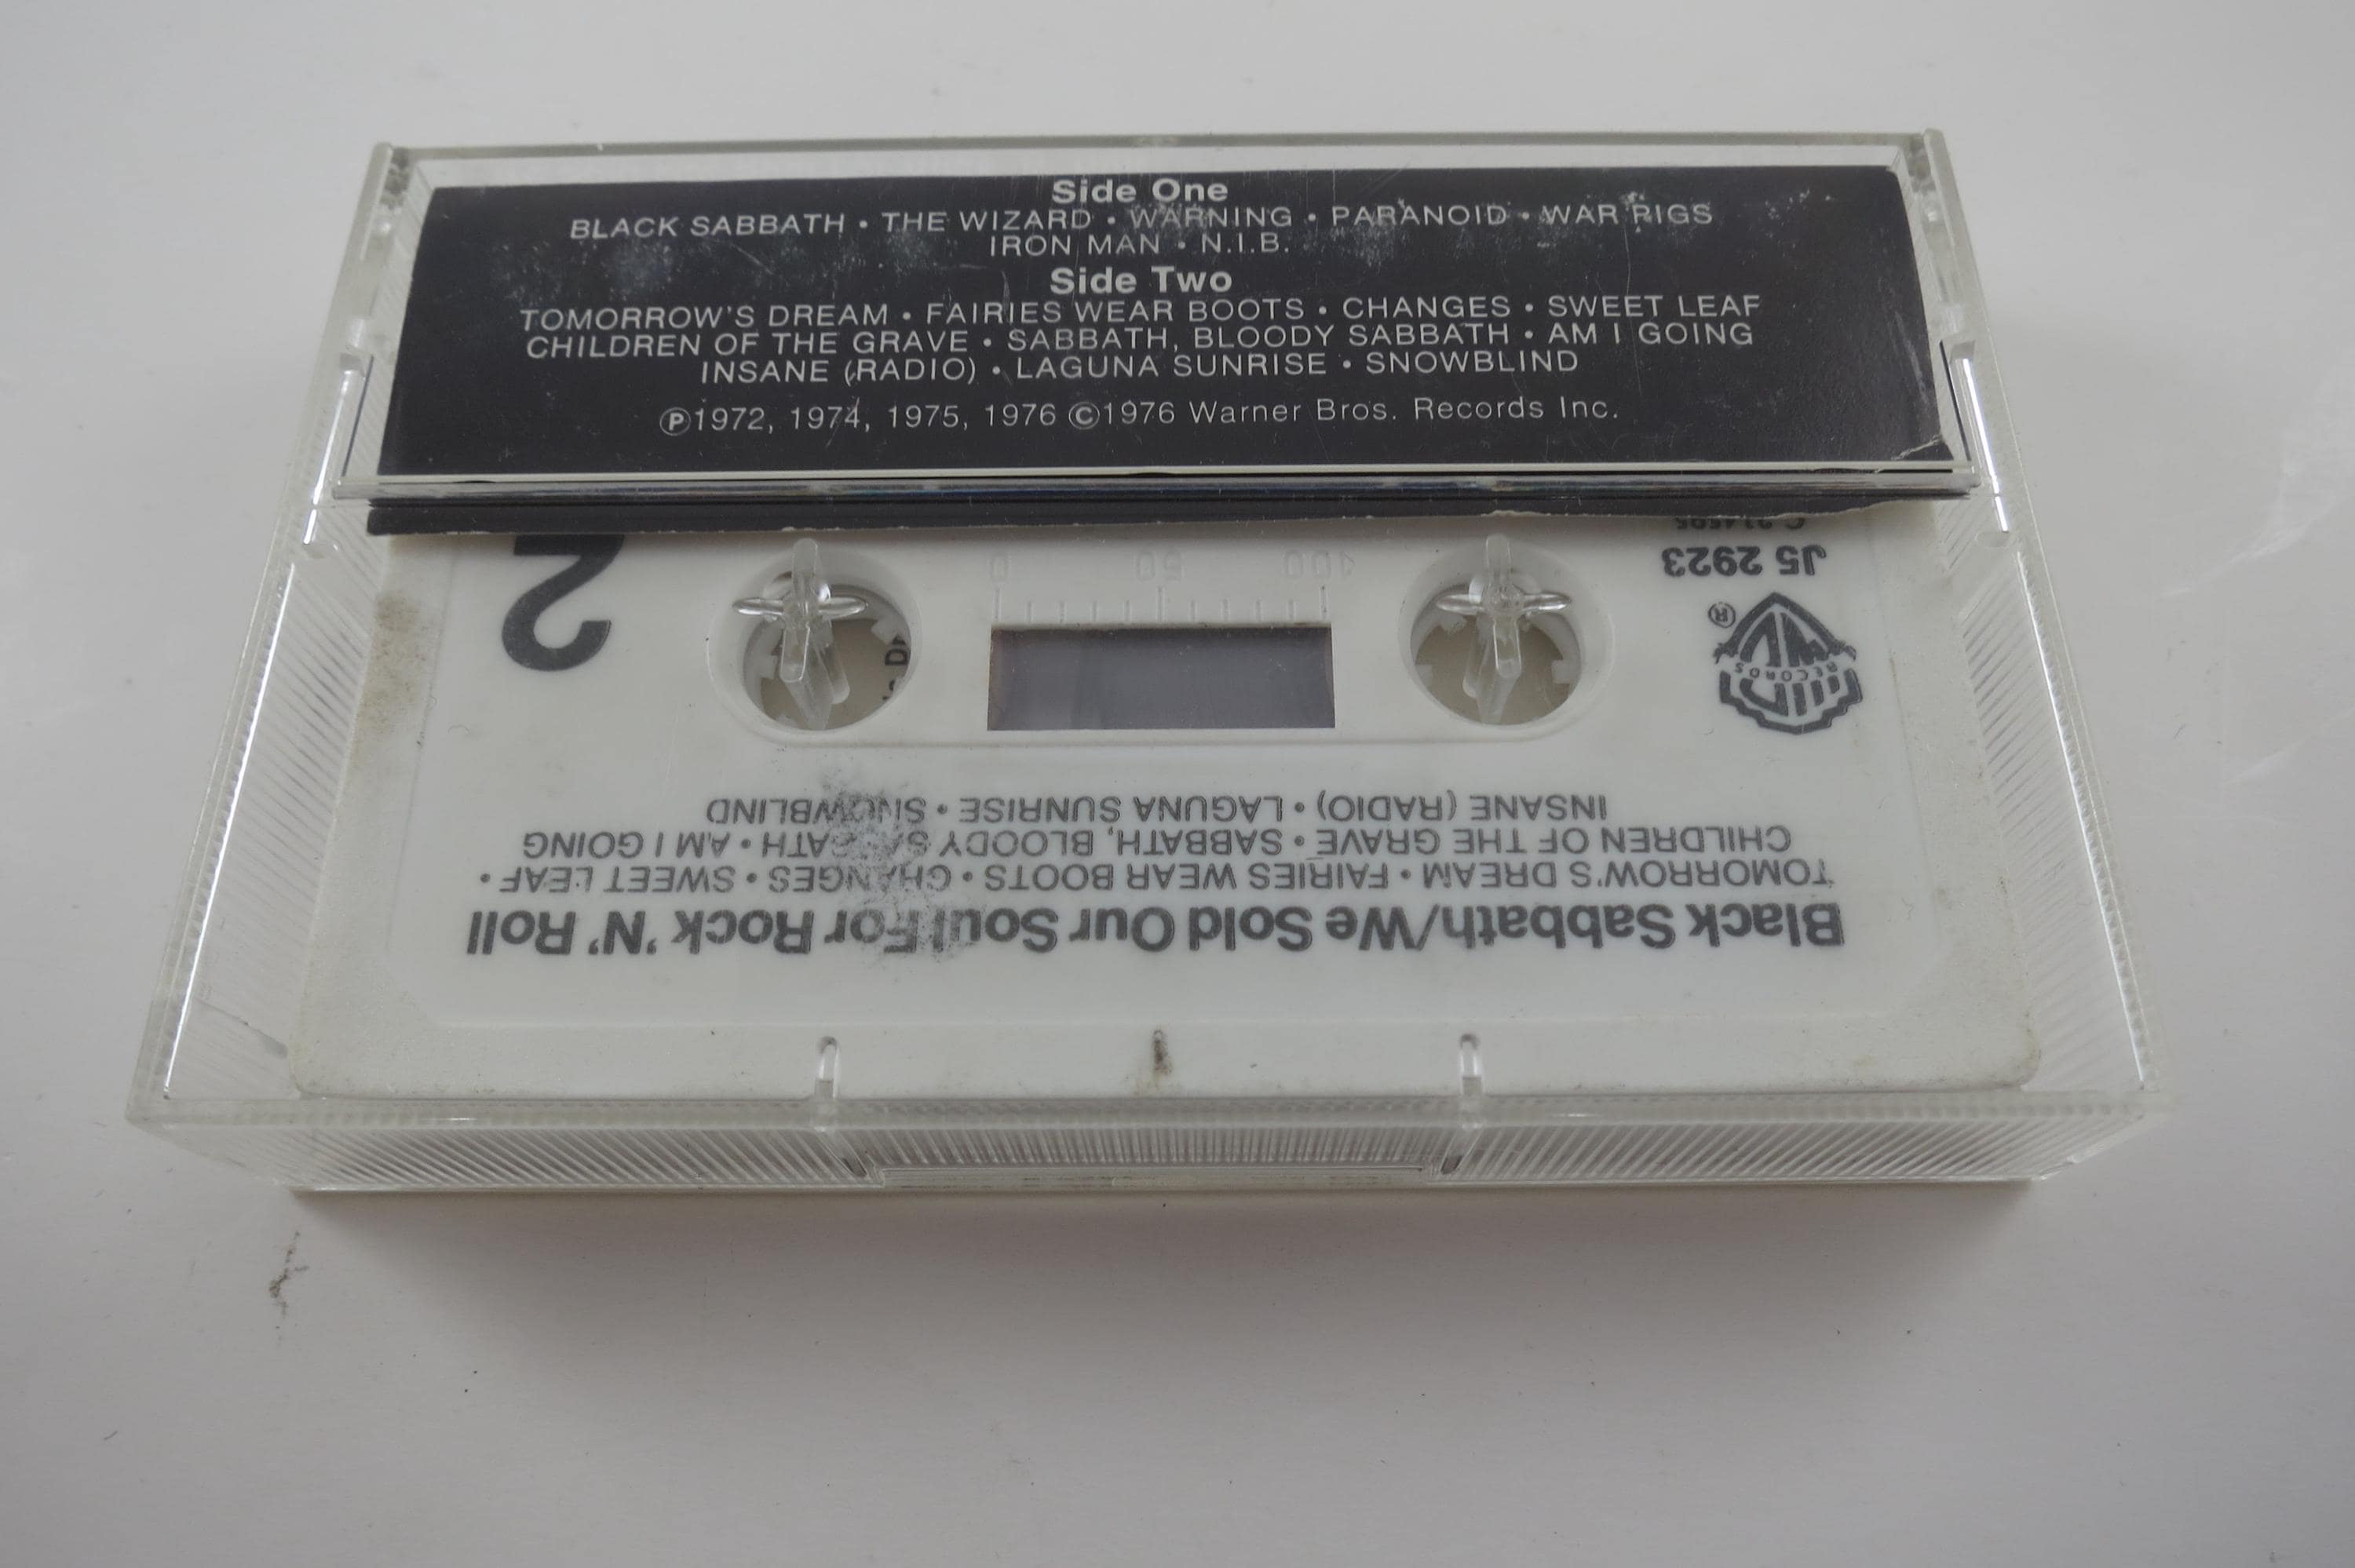 Side One
BLACK SABBATH • THE WIZARD • WARNING • PARANOID • WAR PIGS
IRON MAN • N.I.B.
Side Two
TOMORROW'S DREAM • FAIRIES WEAR BOOTS • CHANGES • SWEET LEAF
CHILDREN OF THE GRAVE • SABBATH, BLOODY SABBATH • AM I GOING
INSANE (RADIO) • LAGUNA SUNRISE • SNOWBLIND
Ⓟ1972, 1974, 1975, 1976 ©1976 Warner Bros. Records Inc.
Black Sabbath/We Sold Our Soul For Rock 'N' Roll
TOMORROW'S DREAM • FAIRIES WEAR BOOTS • CHANGES • SWEET LEAF •
CHILDREN OF THE GRAVE • SABBATH, BLOODY SABBATH • AM I GOING
INSANE (RADIO) • LAGUNA SUNRISE • SNOWBLIND
RECORDS
®
J5 2923
2
0 50 100